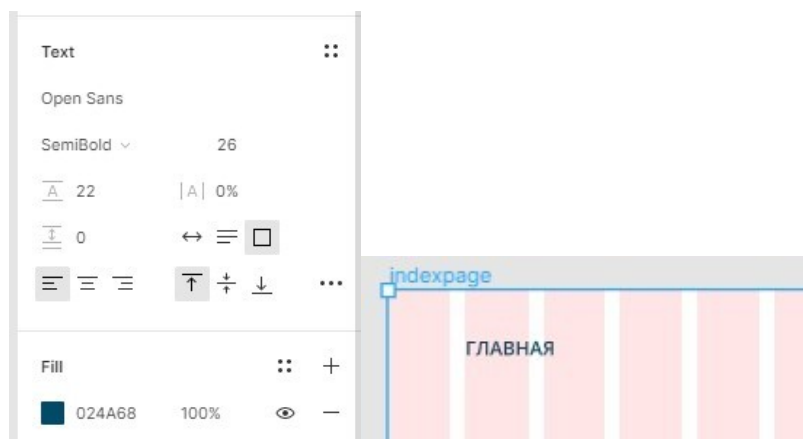 Text
Open Sans
SemiBold 26
A 22 |A| 0%
0
Fill
024A68 100%
indexpage
ГЛАВНАЯ